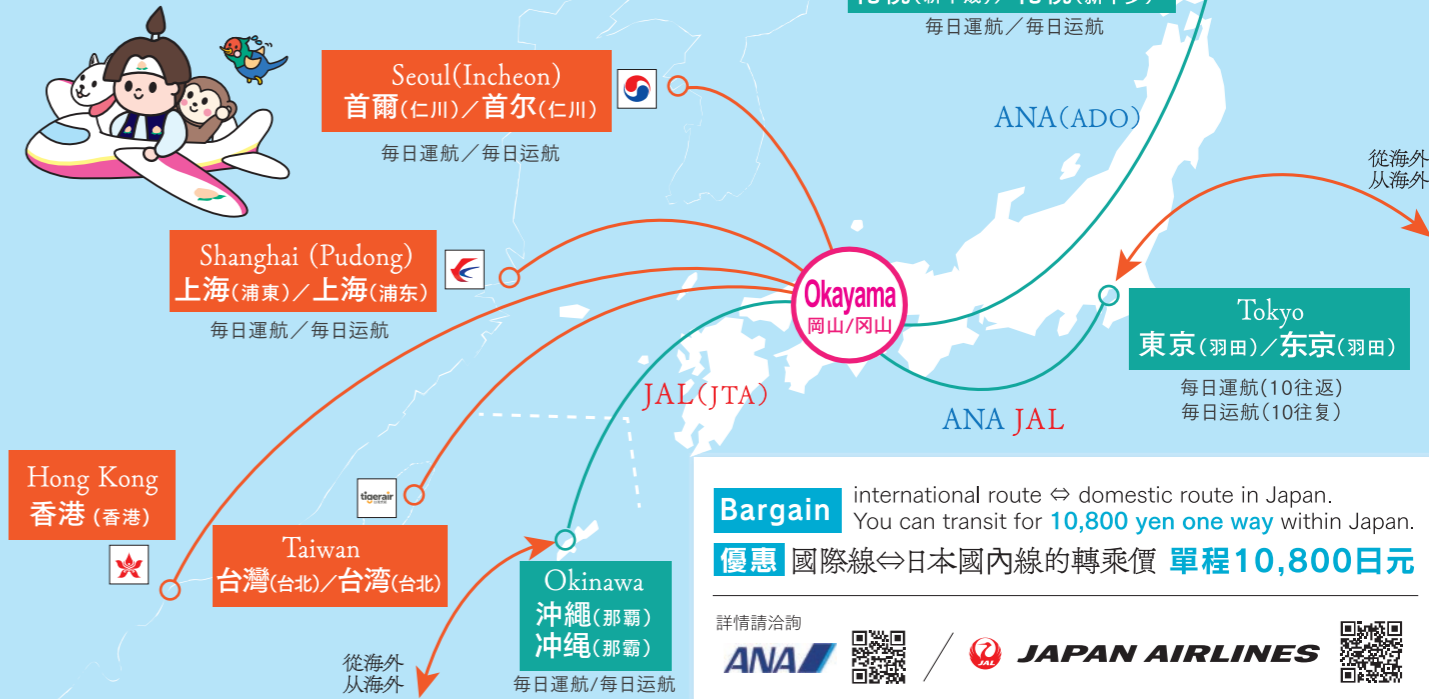 每日運航／每日运航
Seoul(Incheon)
首爾(仁川)／首尔(仁川)
每日運航／每日运航
ANA(ADO)
從海外
从海外
Shanghai (Pudong)
上海(浦東)／上海(浦东)
每日運航／每日运航
Okayama
岡山/冈山
Tokyo
東京(羽田)／东京(羽田)
每日運航(10往返)
每日运航(10往复)
JAL(JTA)
ANA JAL
Hong Kong
香港 (香港)
tigerair
Taiwan
台灣(台北)／台湾(台北)
Okinawa
沖繩(那覇)
冲绳(那霸)
每日運航/每日运航
從海外
从海外
Bargain
international route ⇔ domestic route in Japan.
You can transit for 10,800 yen one way within Japan.
優惠 國際線⇔日本國內線的轉乘價 單程10,800日元
詳情請洽詢
ANA / JAL JAPAN AIRLINES